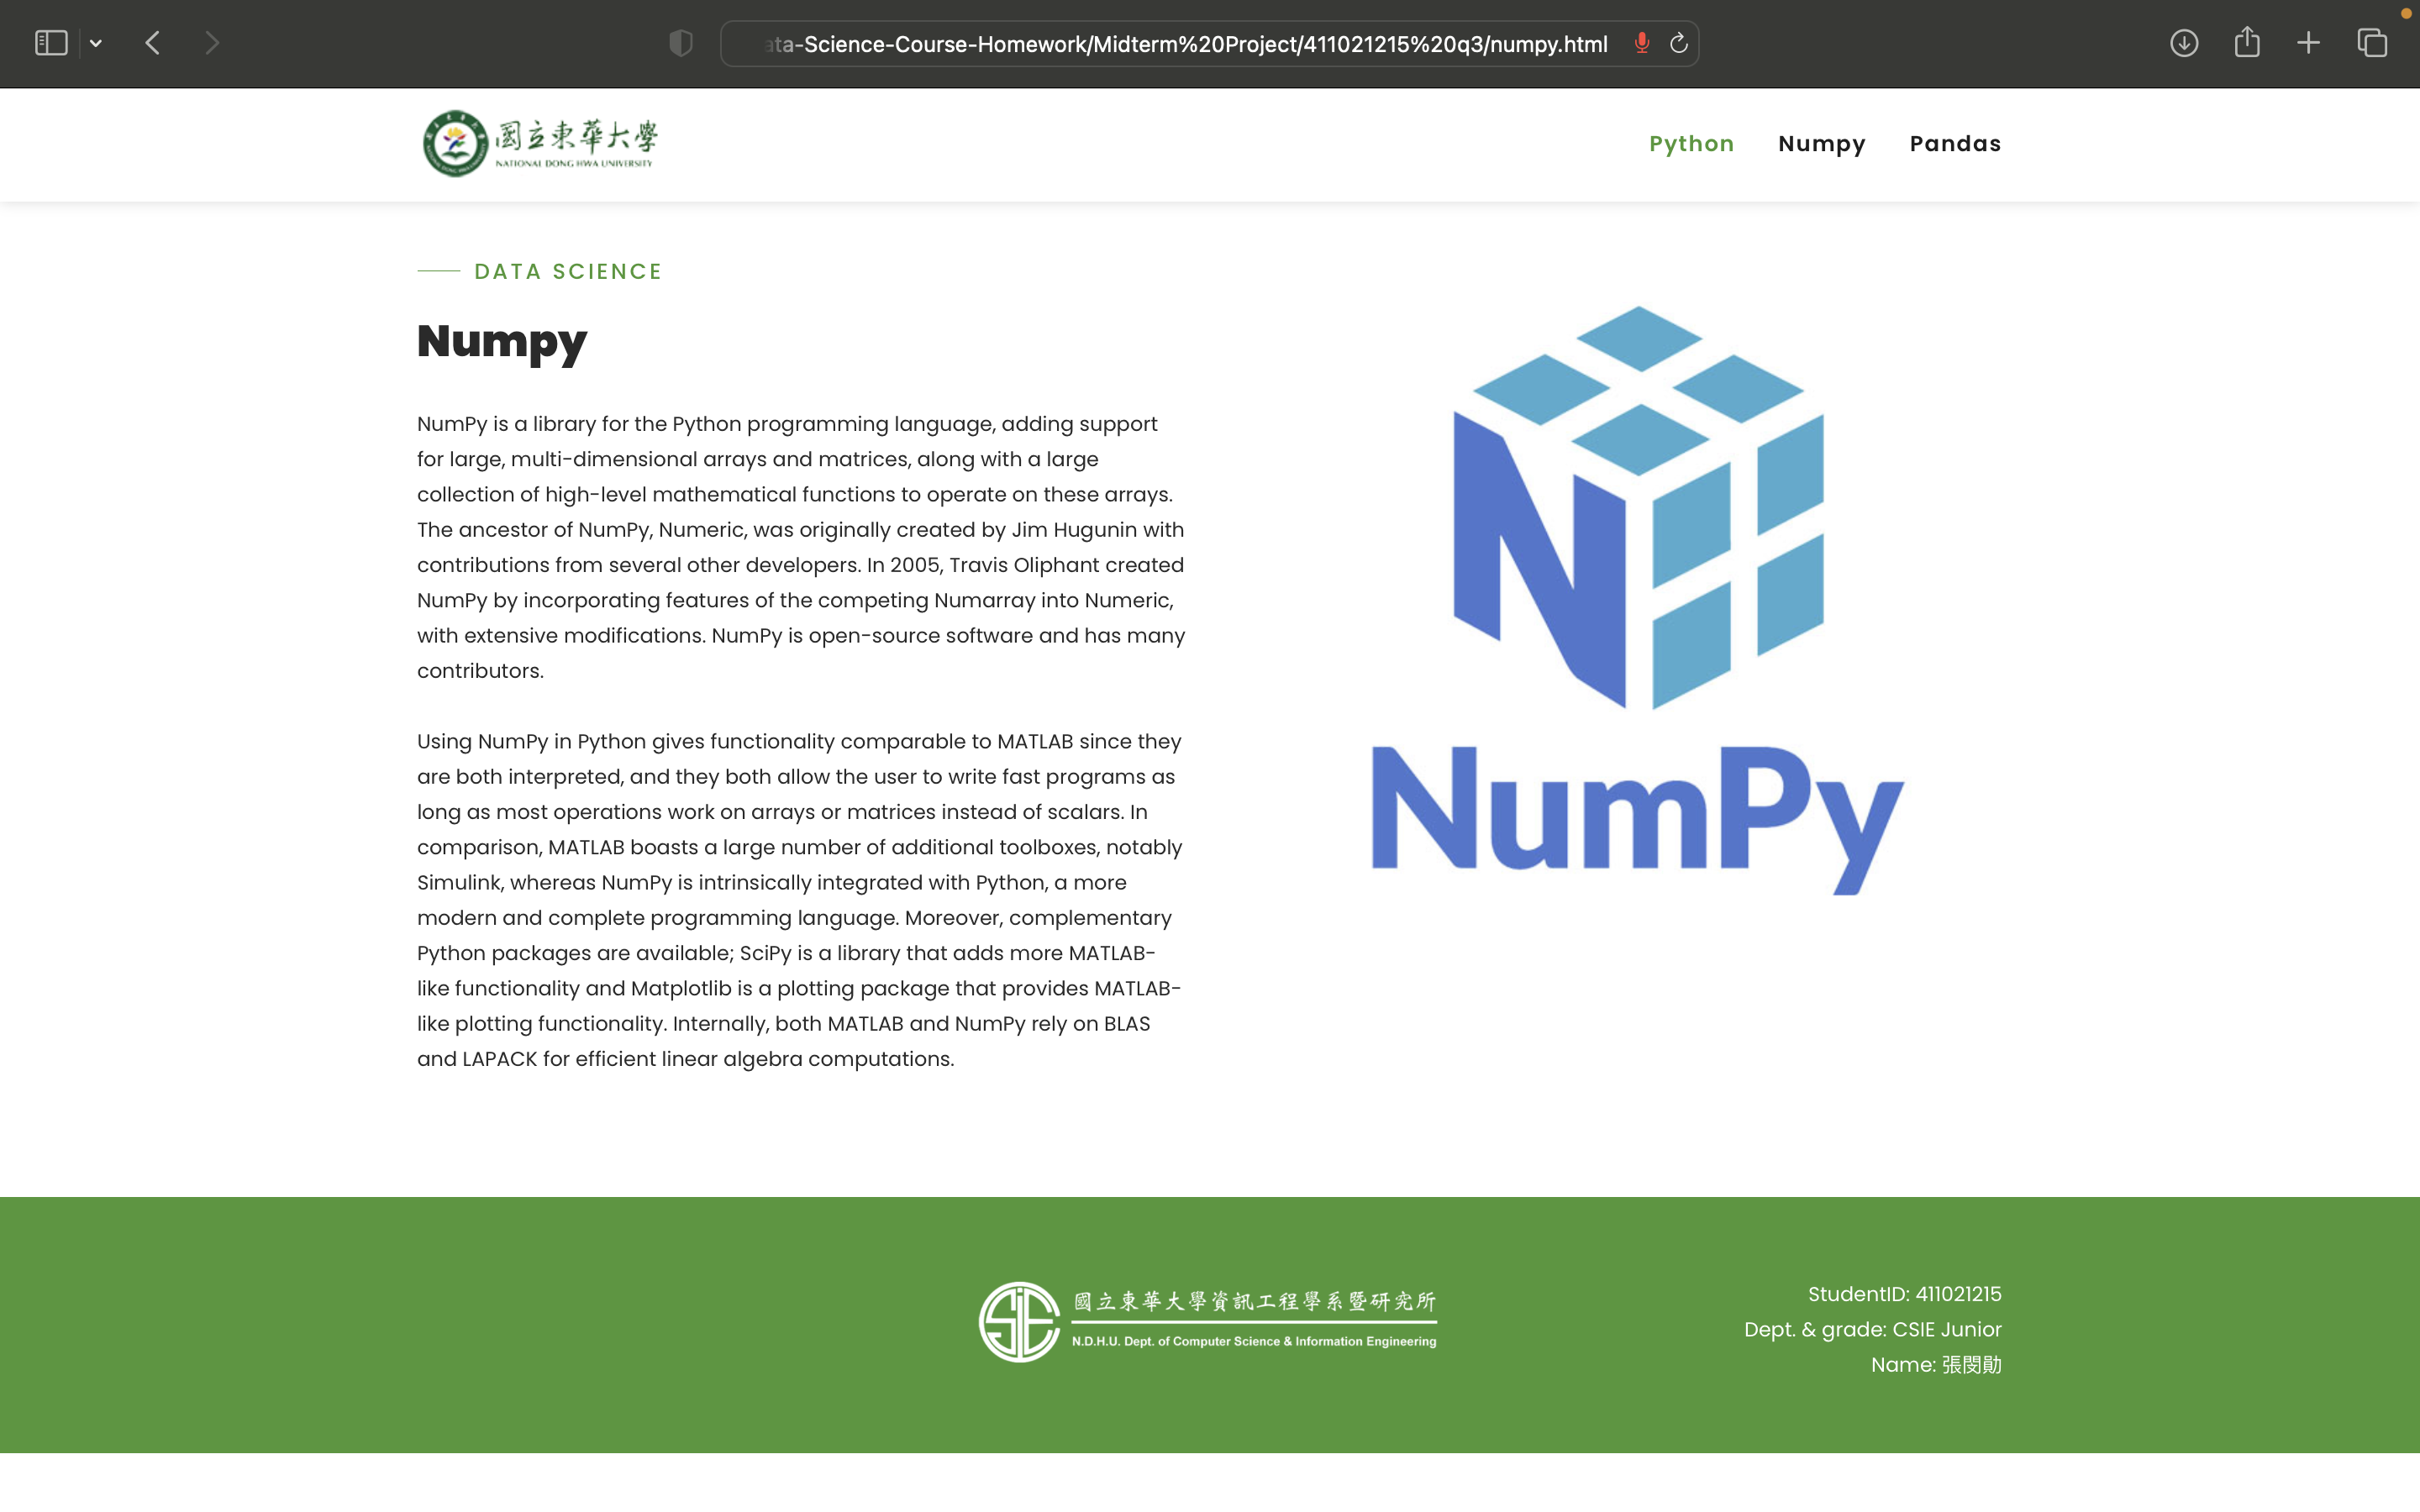 ata-Science-Course-Homework/Midterm%20Project/411021215%20q3/numpy.html
國立東華大學
NATIONAL DONG HWA UNIVERSITY
Python Numpy Pandas
DATA SCIENCE
Numpy
NumPy is a library for the Python programming language, adding support
for large, multi-dimensional arrays and matrices, along with a large
collection of high-level mathematical functions to operate on these arrays.
The ancestor of NumPy, Numeric, was originally created by Jim Hugunin with
contributions from several other developers. In 2005, Travis Oliphant created
NumPy by incorporating features of the competing Numarray into Numeric,
with extensive modifications. NumPy is open-source software and has many
contributors.
Using NumPy in Python gives functionality comparable to MATLAB since they
are both interpreted, and they both allow the user to write fast programs as
long as most operations work on arrays or matrices instead of scalars. In
comparison, MATLAB boasts a large number of additional toolboxes, notably
Simulink, whereas NumPy is intrinsically integrated with Python, a more
modern and complete programming language. Moreover, complementary
Python packages are available; SciPy is a library that adds more MATLAB-
like functionality and Matplotlib is a plotting package that provides MATLAB-
like plotting functionality. Internally, both MATLAB and NumPy rely on BLAS
and LAPACK for efficient linear algebra computations.
NumPy
國立東華大學資訊工程學系暨研究所
N.D.H.U. Dept. of Computer Science & Information Engineering
StudentID: 411021215
Dept. & grade: CSIE Junior
Name: 張閔勛